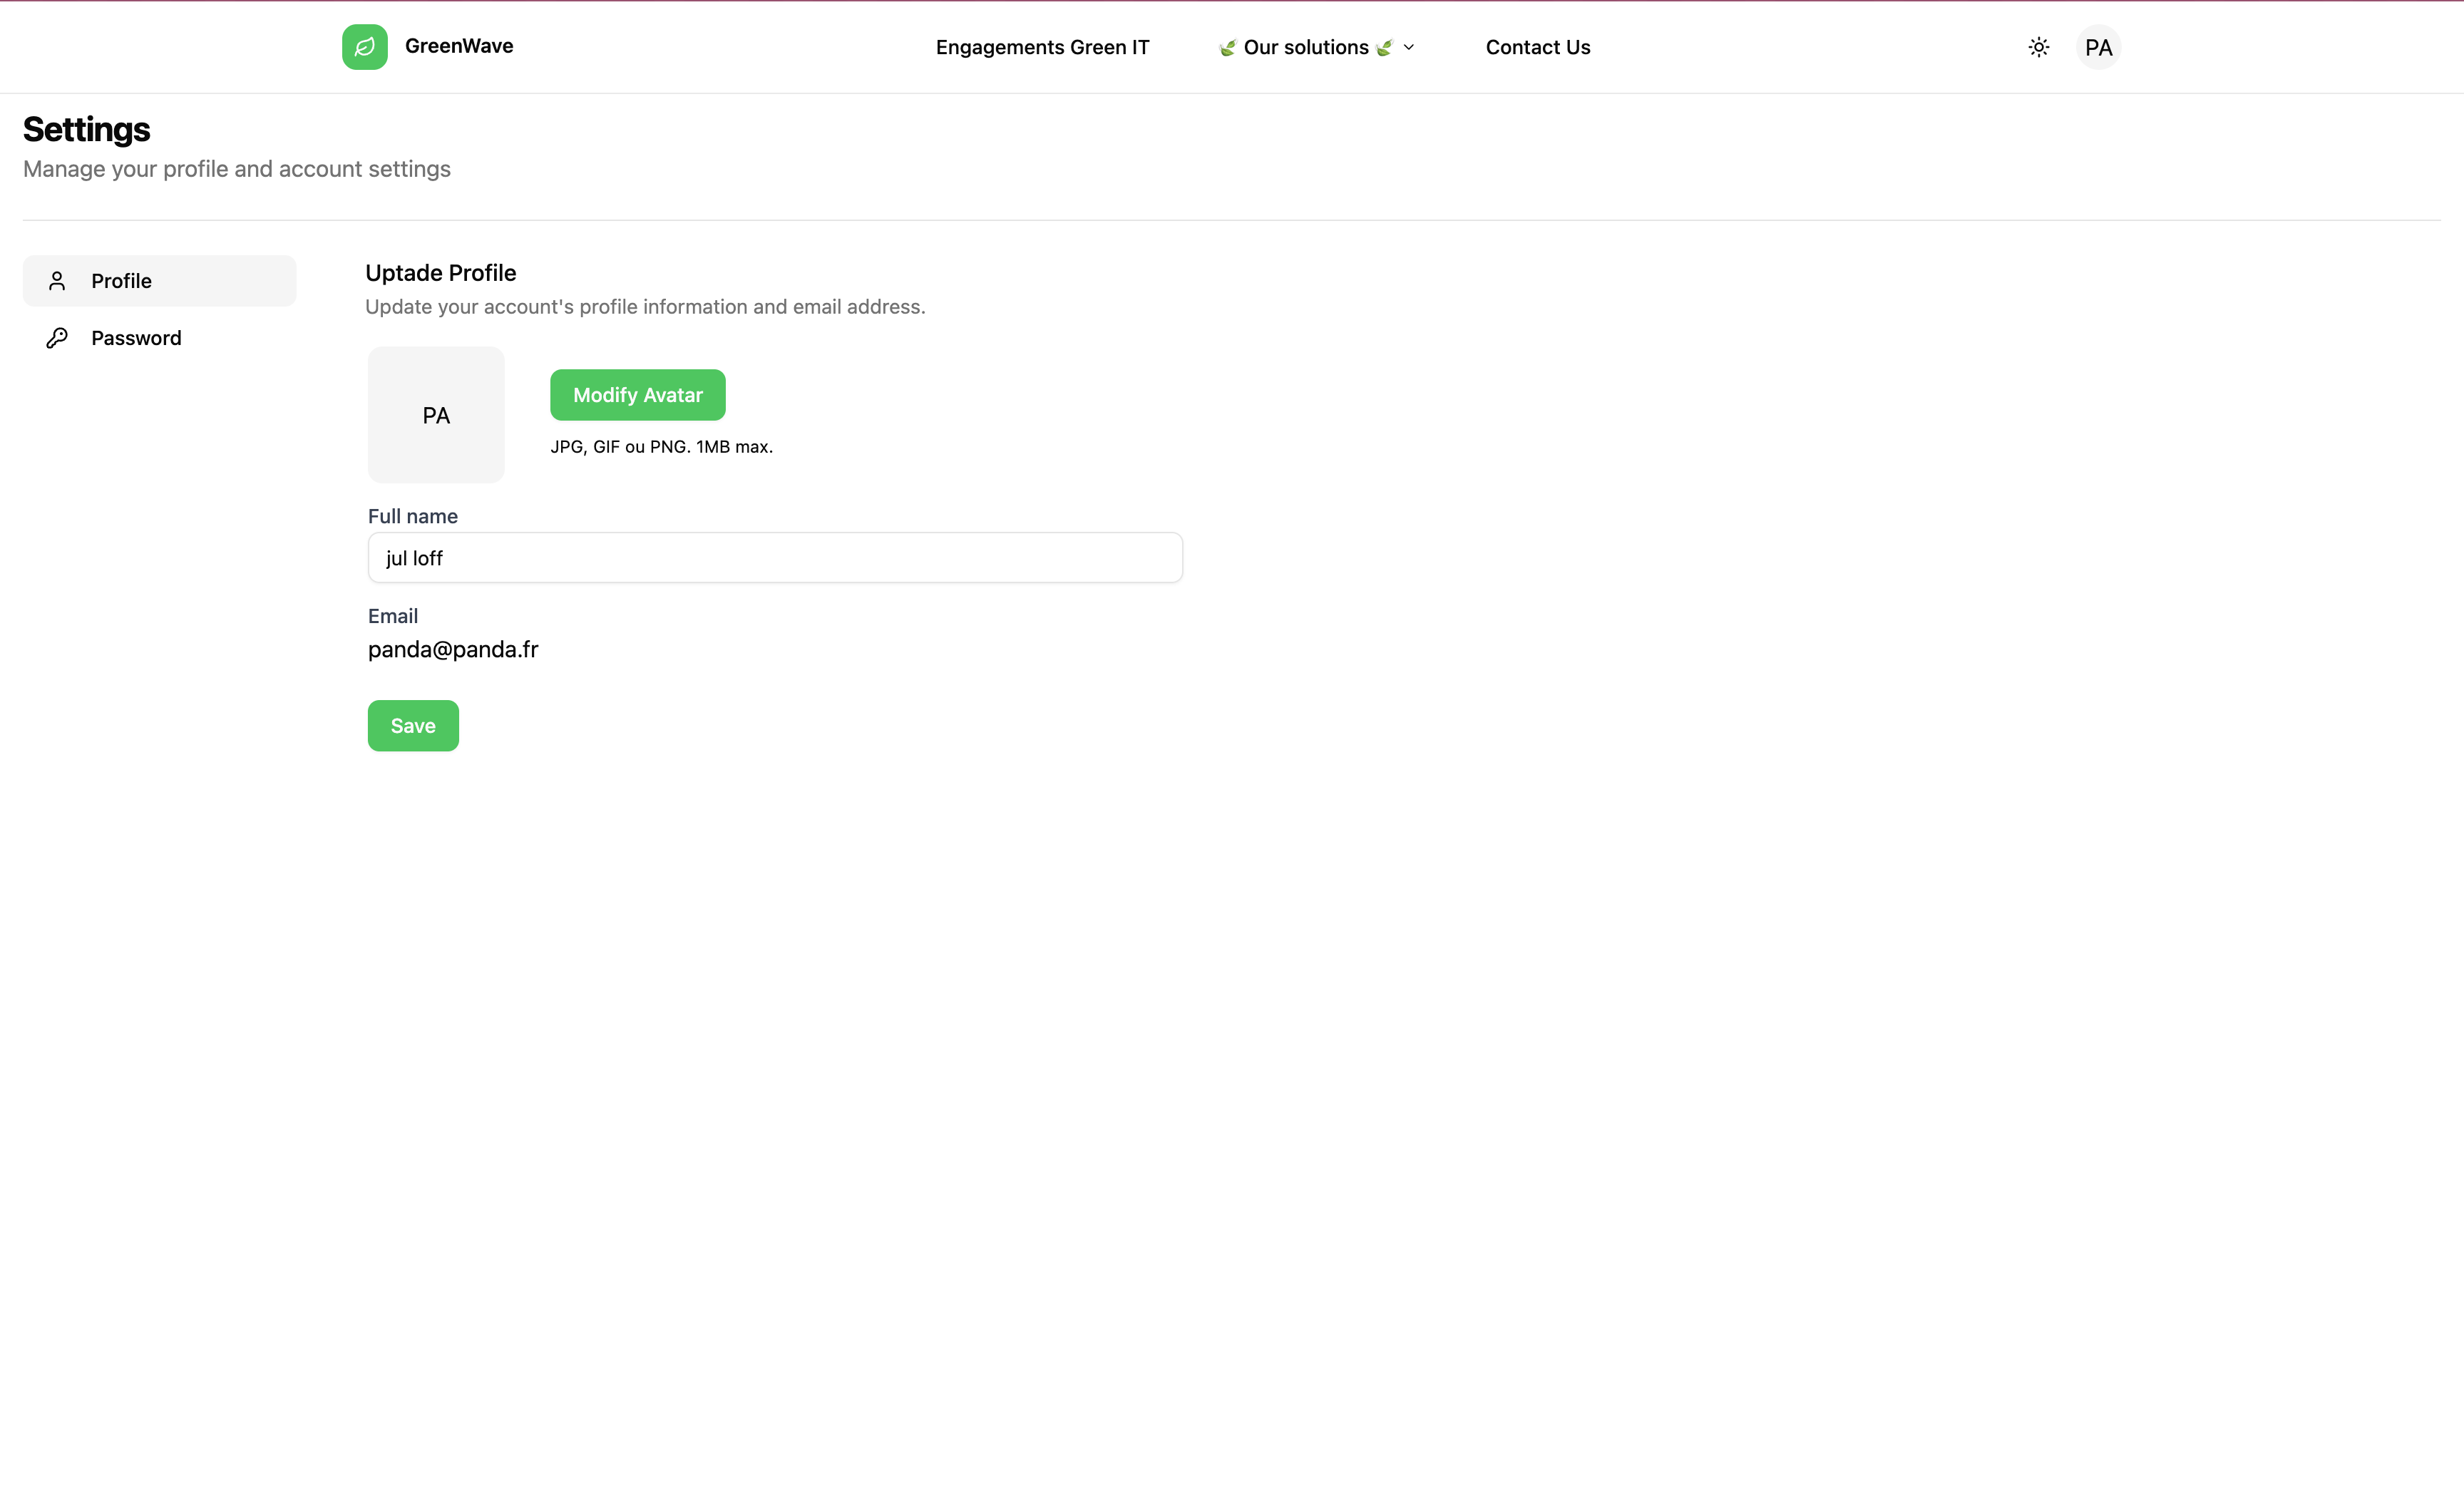 GreenWave
Engagements Green IT
🍃 Our solutions 🍃
Contact Us
PA
Settings
Manage your profile and account settings
Profile
Password
Uptade Profile
Update your account's profile information and email address.
PA
Modify Avatar
JPG, GIF ou PNG. 1MB max.
Full name
jul loff
Email
panda@panda.fr
Save